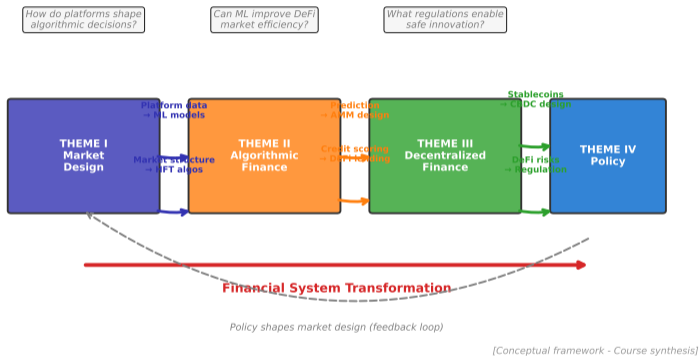 How do platforms shape
algorithmic decisions?
Can ML improve DeFi
market efficiency?
What regulations enable
safe innovation?
THEME I
Market
Design
Platform data
→ ML models
Market structure
→ HFT algos
THEME II
Algorithmic
Finance
Prediction
→ AMM design
Credit scoring
→ DeFi lending
THEME III
Decentralized
Finance
Stablecoins
→ CBDC design
DeFi risks
→ Regulation
THEME IV
Policy
Financial System Transformation
Policy shapes market design (feedback loop)
[Conceptual framework - Course synthesis]